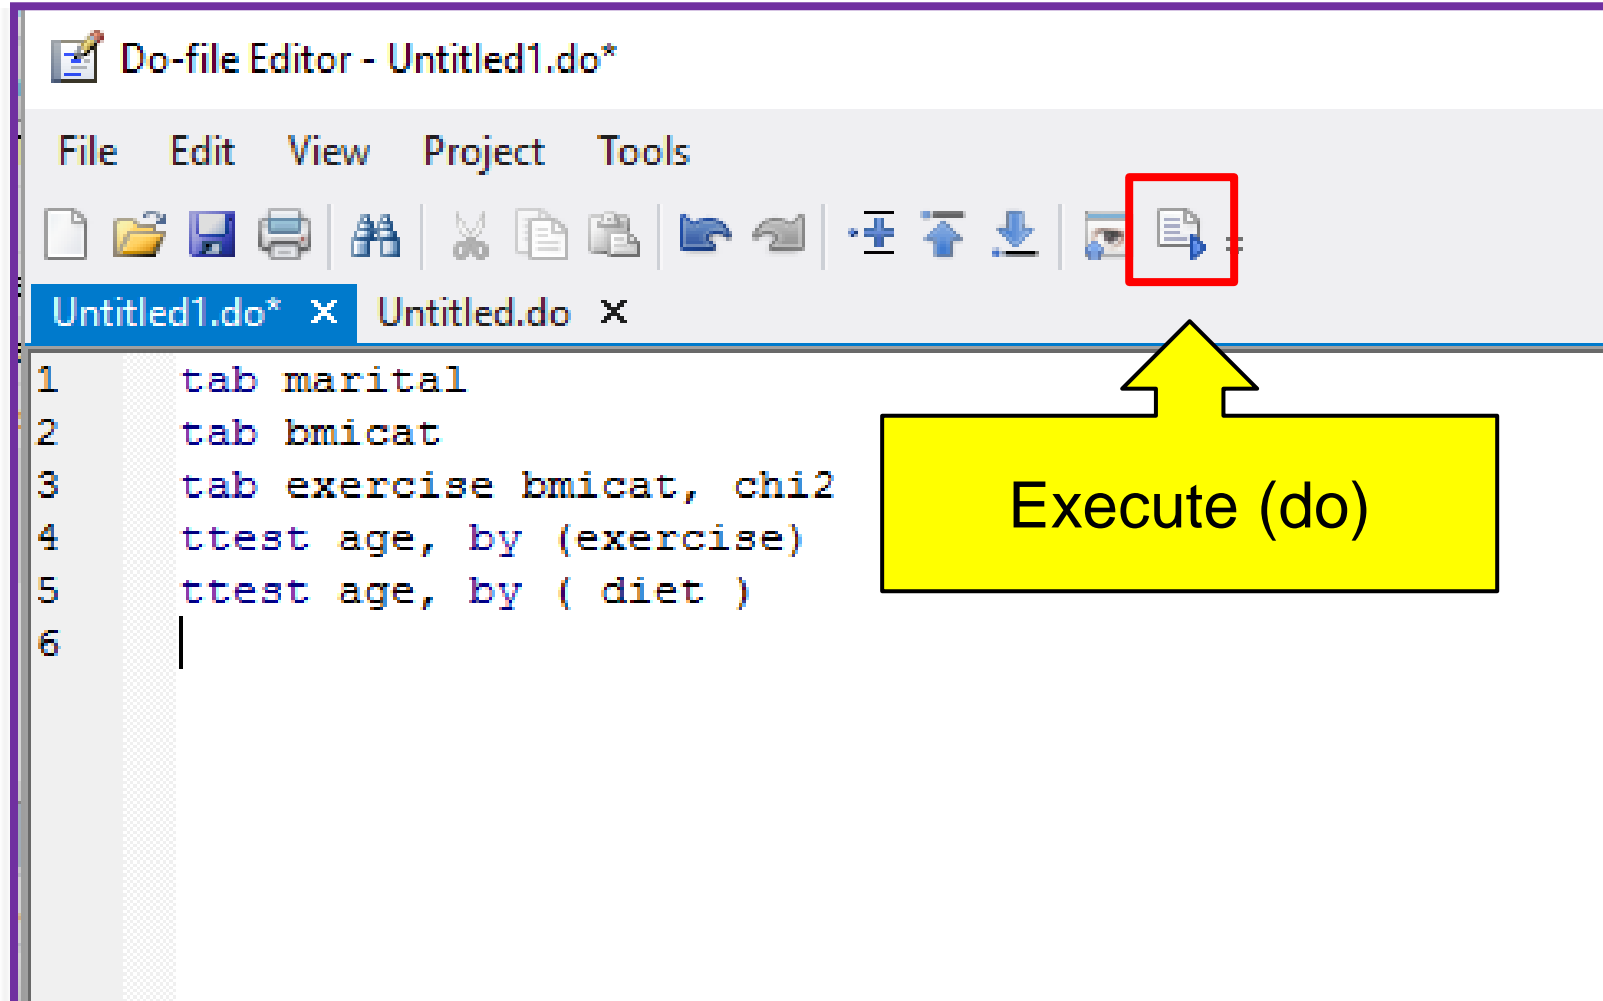 Do-file Editor - Untitled1.do*
File Edit View Project Tools
Untitled1.do* × Untitled.do ×
1 tab marital
2 tab bmicat
3 tab exercise bmicat, chi2
4 ttest age, by (exercise)
5 ttest age, by ( diet )
6
Execute (do)